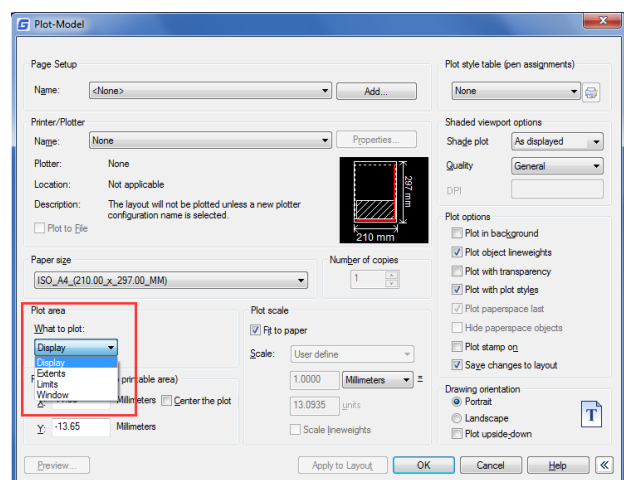 Plot-Model
Page Setup
Name: <None> Add...
Printer/Plotter
Name: None Properties...
Plotter: None
Location: Not applicable
Description: The layout will not be plotted unless a new plotter
configuration name is selected.
Plot to File
297 mm
210 mm
Paper size
ISO_A4_(210.00_x_297.00_MM)
Number of copies
1
Plot area
What to plot:
Display
Display
Extents
Limits
Window
printable area)
X: Millimeters Center the plot
Y: -13.65 Millimeters
Plot scale
Fit to paper
Scale: User define
1.0000 Millimeters =
13.0935 units
Scale lineweights
Plot style table (pen assignments)
None
Shaded viewport options
Shade plot As displayed
Quality General
DPI
Plot options
Plot in background
Plot object lineweights
Plot with transparency
Plot with plot styles
Plot paperspace last
Hide paperspace objects
Plot stamp on
Save changes to layout
Drawing orientation
Portrait
Landscape
Plot upside-down
T
Preview... Apply to Layout OK Cancel Help